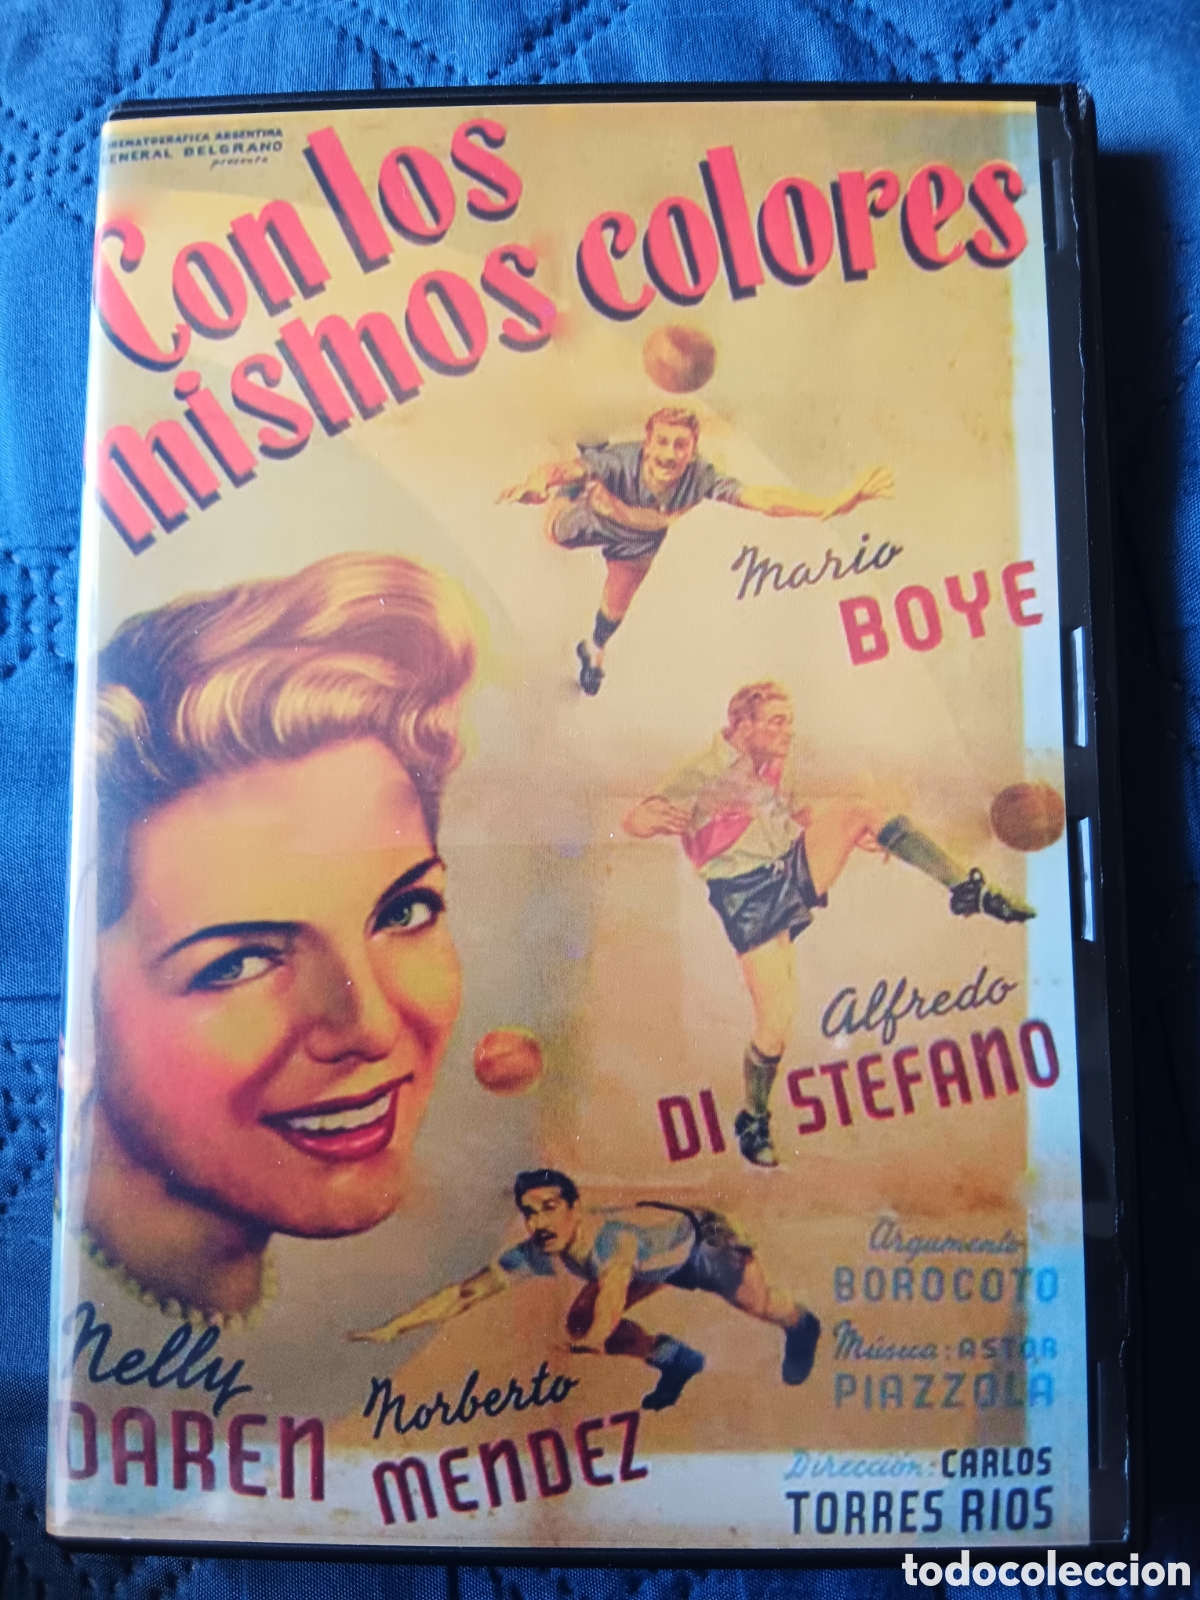 CINEMATOGRAFICA ARGENTINA
GENERAL BELGRANO
presenta
Con los
mismos colores
Mario
BOYE
Alfredo
DI STEFANO
Argumento
BOROCOTO
Música: ASTOR
PIAZZOLA
Nelly
DAREN
Norberto
MENDEZ
Dirección: CARLOS
TORRES RIOS
todocoleccion